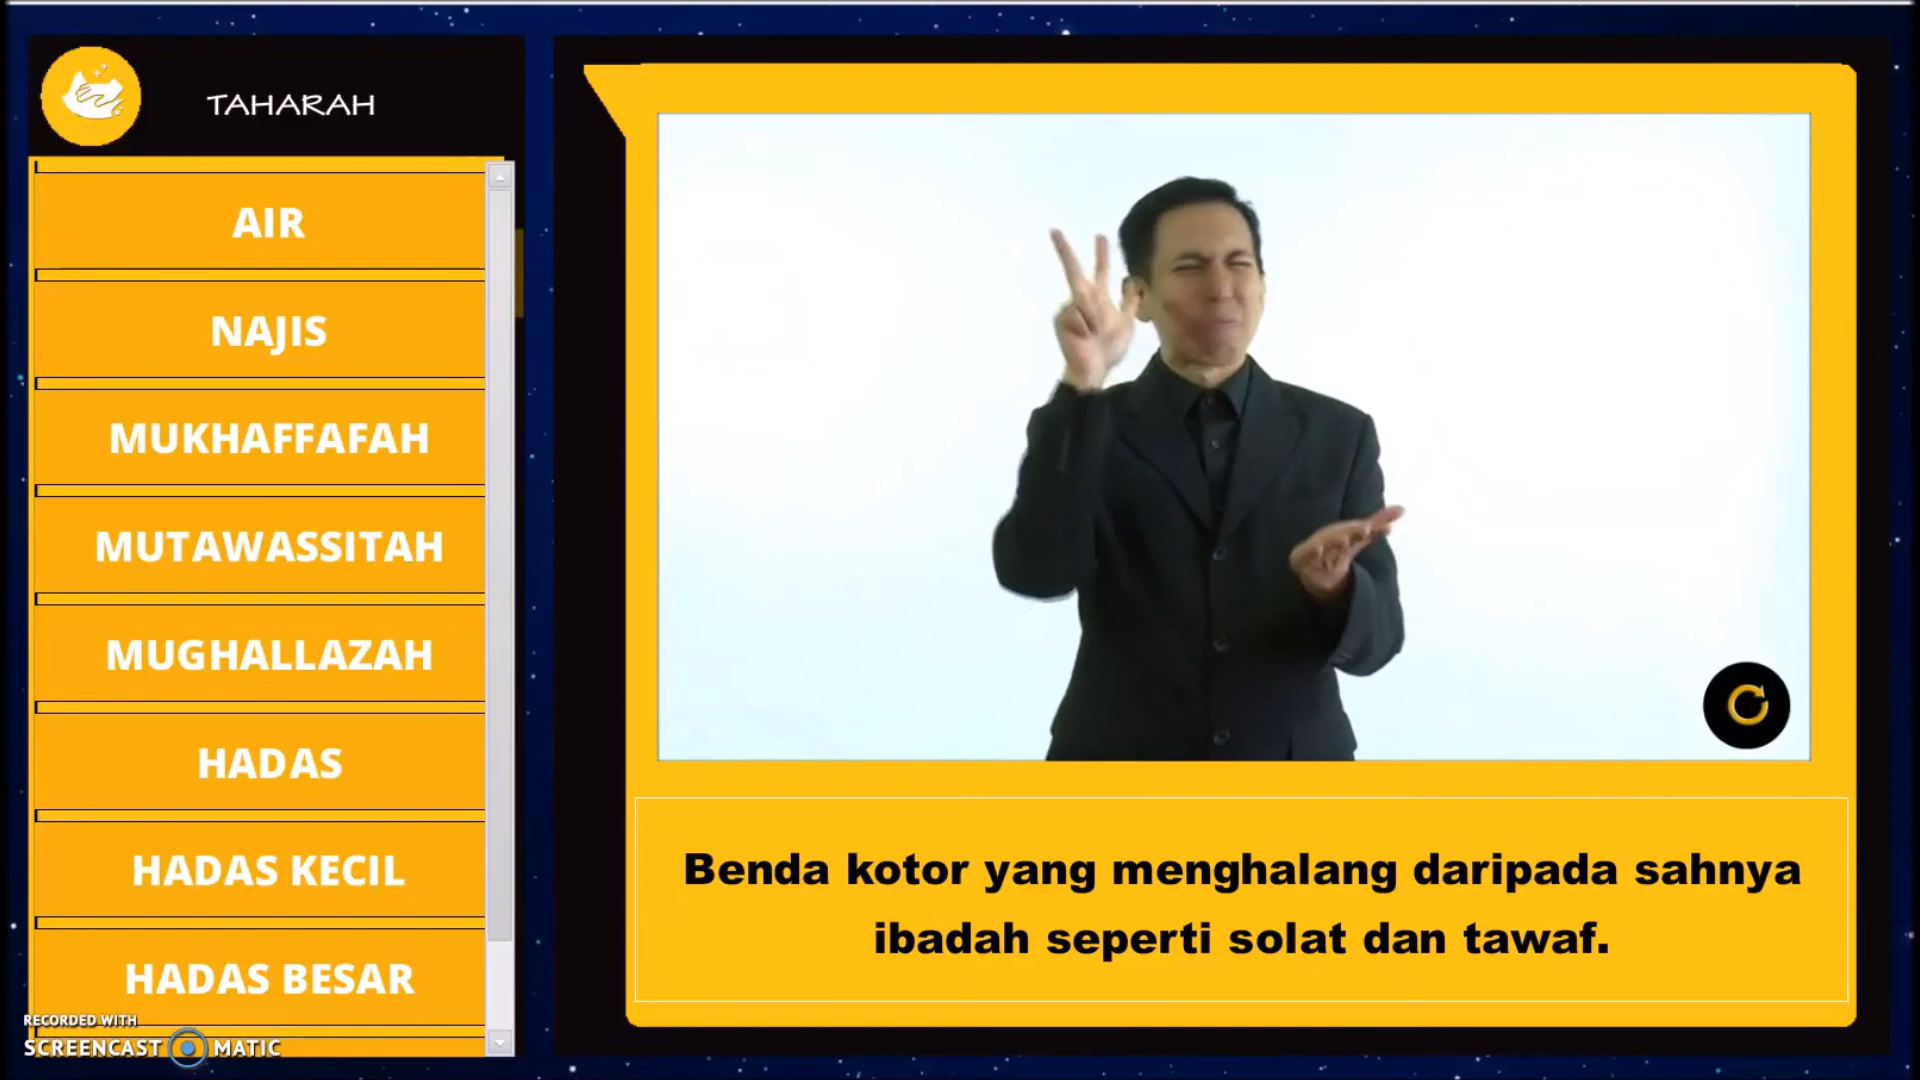 TAHARAH
AIR
NAJIS
MUKHAFFAFAH
MUTAWASSITAH
MUGHALLAZAH
HADAS
HADAS KECIL
HADAS BESAR
RECORDED WITH
SCREENCAST MATIC
Benda kotor yang menghalang daripada sahnya
ibadah seperti solat dan tawaf.